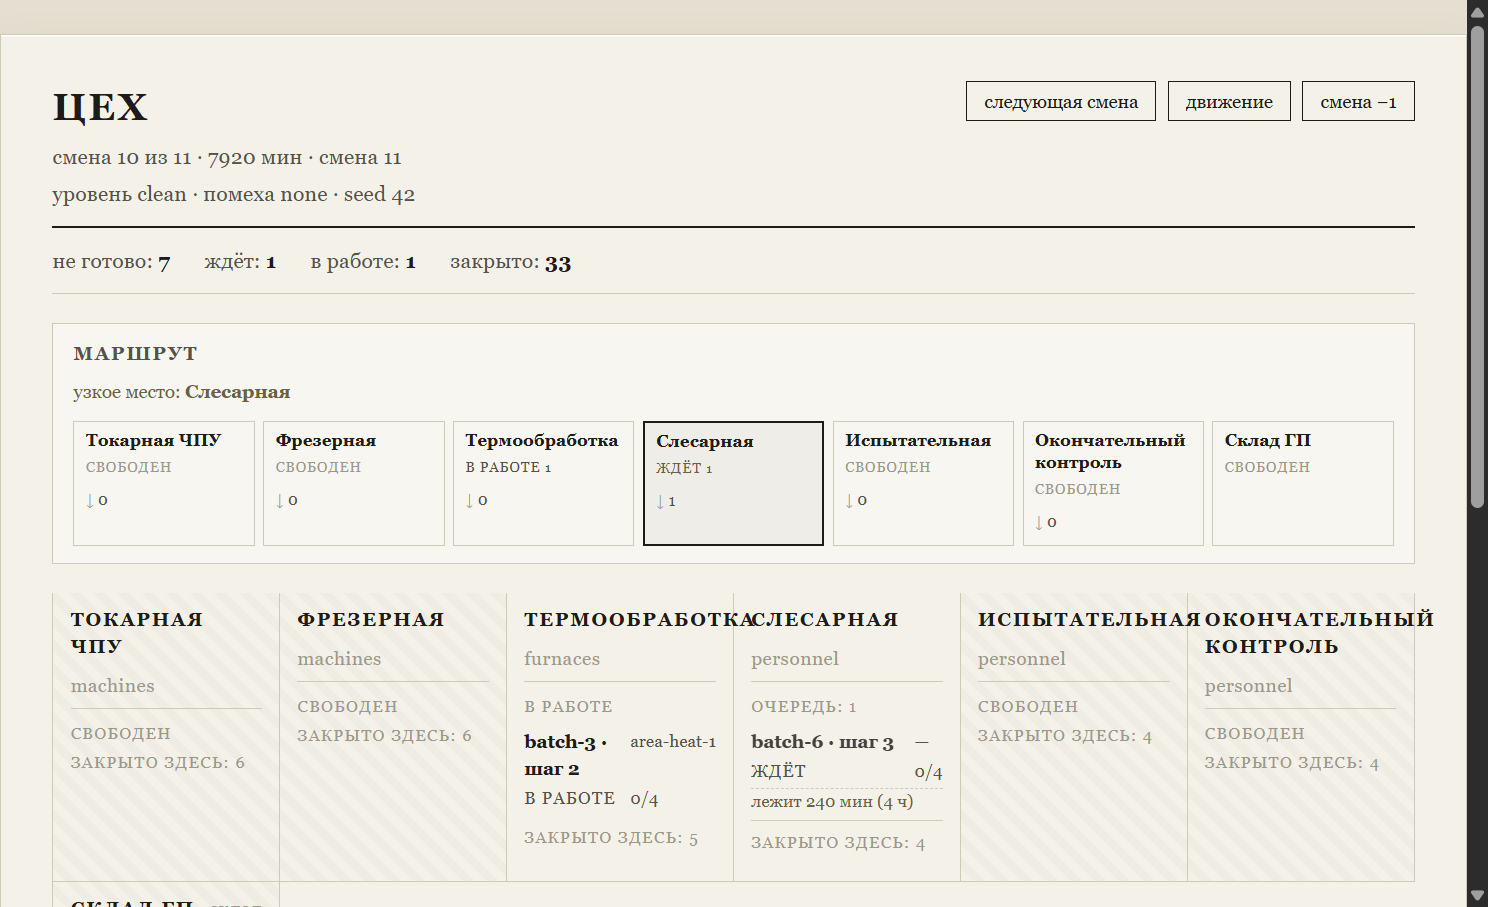 ЦЕХ
следующая смена
движение
смена −1
смена 10 из 11 · 7920 мин · смена 11
уровень clean · помеха none · seed 42
не готово: 7 ждёт: 1 в работе: 1 закрыто: 33
МАРШРУТ
узкое место: Слесарная
Токарная ЧПУ
СВОБОДЕН
↓ 0
Фрезерная
СВОБОДЕН
↓ 0
Термообработка
В РАБОТЕ 1
↓ 0
Слесарная
ЖДЁТ 1
↓ 1
Испытательная
СВОБОДЕН
↓ 0
Окончательный
контроль
СВОБОДЕН
↓ 0
Склад ГП
СВОБОДЕН
ТОКАРНАЯ
ЧПУ
machines
СВОБОДЕН
ЗАКРЫТО ЗДЕСЬ: 6
ФРЕЗЕРНАЯ
machines
СВОБОДЕН
ЗАКРЫТО ЗДЕСЬ: 6
ТЕРМООБРАБОТКА
furnaces
В РАБОТЕ
batch-3 · area-heat-1
шаг 2
В РАБОТЕ 0/4
ЗАКРЫТО ЗДЕСЬ: 5
СЛЕСАРНАЯ
personnel
ОЧЕРЕДЬ: 1
batch-6 · шаг 3 —
ЖДЁТ 0/4
лежит 240 мин (4 ч)
ЗАКРЫТО ЗДЕСЬ: 4
ИСПЫТАТЕЛЬНАЯ
personnel
СВОБОДЕН
ЗАКРЫТО ЗДЕСЬ: 4
ОКОНЧАТЕЛЬНЫЙ
КОНТРОЛЬ
personnel
СВОБОДЕН
ЗАКРЫТО ЗДЕСЬ: 4
СКЛАД ГП